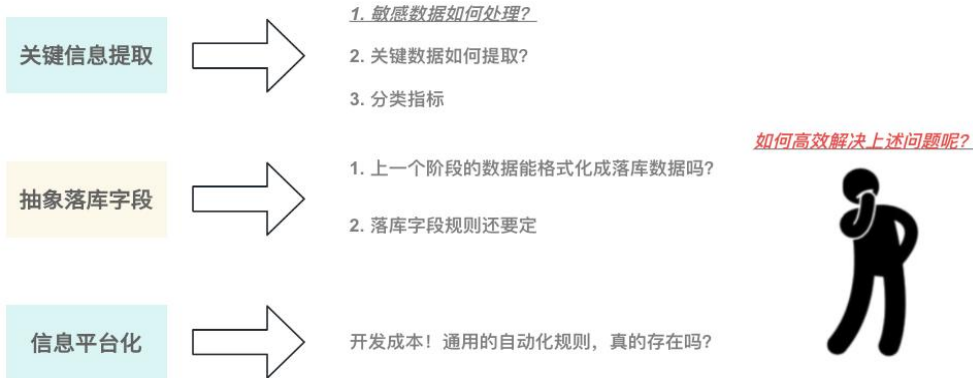 关键信息提取
1. 敏感数据如何处理?
2. 关键数据如何提取?
3. 分类指标
如何高效解决上述问题呢?
抽象落库字段
1. 上一个阶段的数据能格式化成落库数据吗?
2. 落库字段规则还要定
信息平台化
开发成本！通用的自动化规则，真的存在吗?